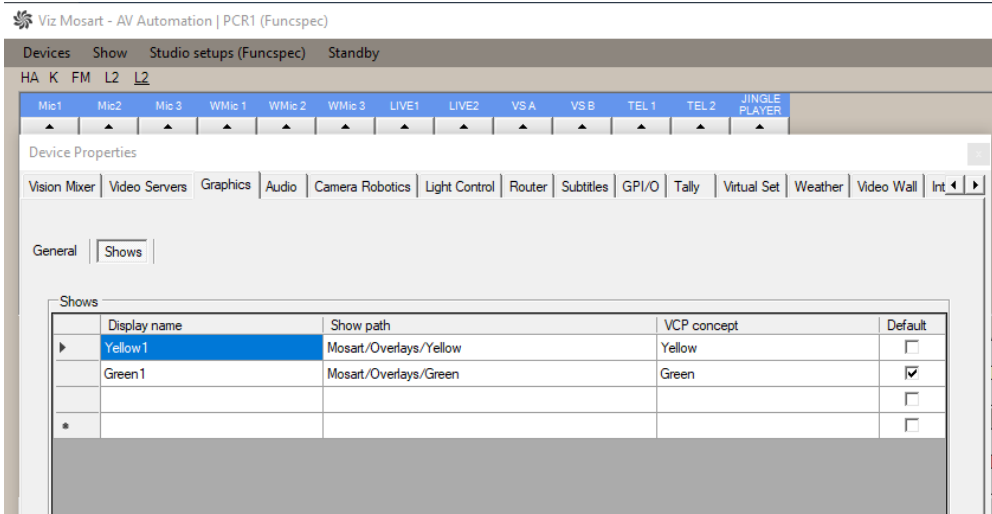 Viz Mosart - AV Automation | PCR1 (Funcspec)
Devices Show Studio setups (Funcspec) Standby
HA K FM L2 L2
Mic1 Mic2 Mic 3 WMic 1 WMic 2 WMic 3 LIVE1 LIVE2 VS A VS B TEL 1 TEL 2 JINGLE PLAYER
Device Properties
Vision Mixer Video Servers Graphics Audio Camera Robotics Light Control Router Subtitles GPI/O Tally Virtual Set Weather Video Wall Int
General Shows
Shows
Display name Show path VCP concept Default
Yellow1 Mosart/Overlays/Yellow Yellow
Green1 Mosart/Overlays/Green Green